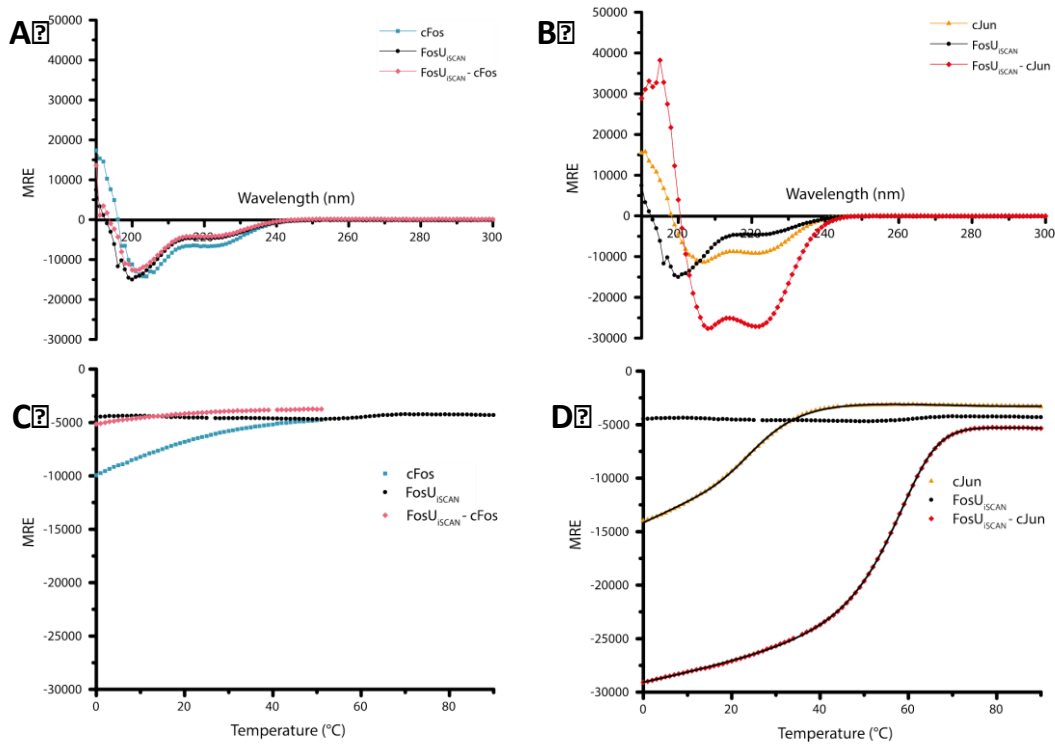 A
50000
40000
30000
20000
10000
0
-10000
-20000
-30000
MRE
cFos
FosUiSCAN
FosUiSCAN - cFos
Wavelength (nm)
200 220 240 260 280 300
B
50000
40000
30000
20000
10000
0
-10000
-20000
-30000
MRE
cJun
FosUiSCAN
FosUiSCAN - cJun
Wavelength (nm)
200 220 240 260 280 300
C
0
-5000
-10000
-15000
-20000
-25000
-30000
MRE
cFos
FosUiSCAN
FosUiSCAN - cFos
0 20 40 60 80
Temperature (°C)
D
0
-5000
-10000
-15000
-20000
-25000
-30000
MRE
cJun
FosUiSCAN
FosUiSCAN - cJun
0 20 40 60 80
Temperature (°C)